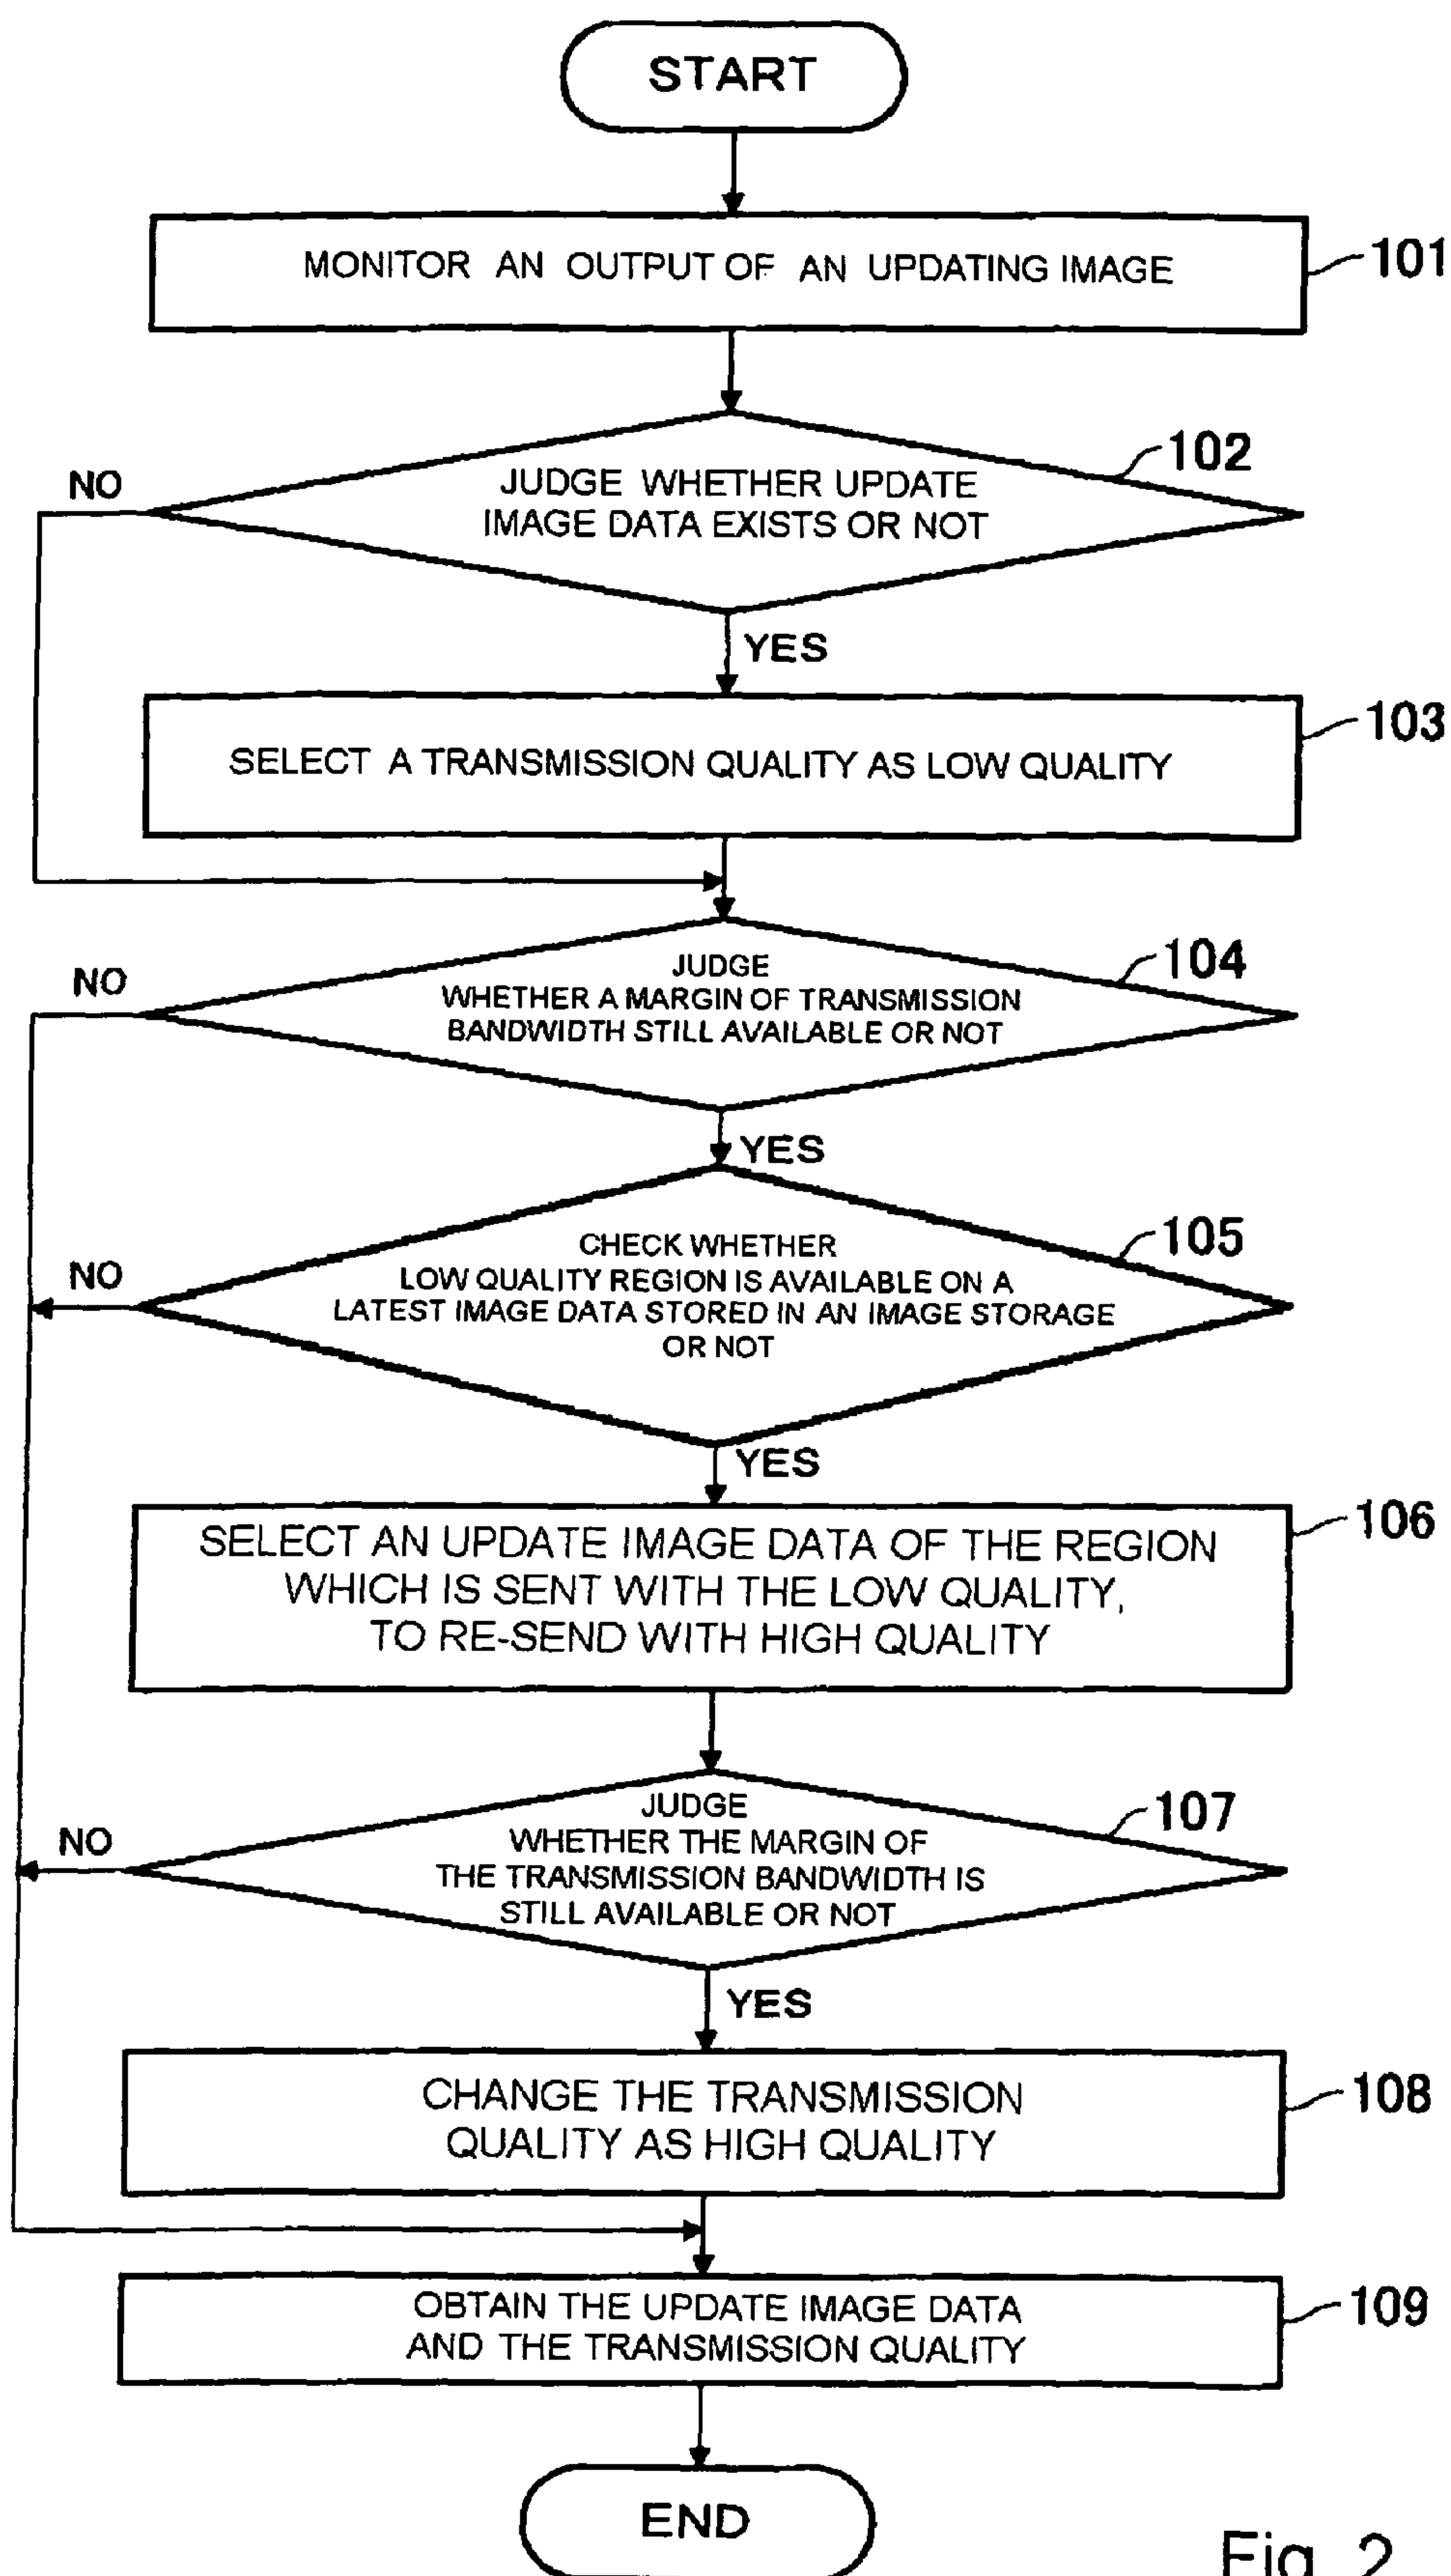 START
MONITOR AN OUTPUT OF AN UPDATING IMAGE
101
102
NO
JUDGE WHETHER UPDATE
IMAGE DATA EXISTS OR NOT
YES
103
SELECT A TRANSMISSION QUALITY AS LOW QUALITY
104
NO
JUDGE
WHETHER A MARGIN OF TRANSMISSION
BANDWIDTH STILL AVAILABLE OR NOT
YES
105
NO
CHECK WHETHER
LOW QUALITY REGION IS AVAILABLE ON A
LATEST IMAGE DATA STORED IN AN IMAGE STORAGE
OR NOT
YES
106
SELECT AN UPDATE IMAGE DATA OF THE REGION
WHICH IS SENT WITH THE LOW QUALITY,
TO RE-SEND WITH HIGH QUALITY
107
NO
JUDGE
WHETHER THE MARGIN OF
THE TRANSMISSION BANDWIDTH IS
STILL AVAILABLE OR NOT
YES
108
CHANGE THE TRANSMISSION
QUALITY AS HIGH QUALITY
109
OBTAIN THE UPDATE IMAGE DATA
AND THE TRANSMISSION QUALITY
END
Fig. 2